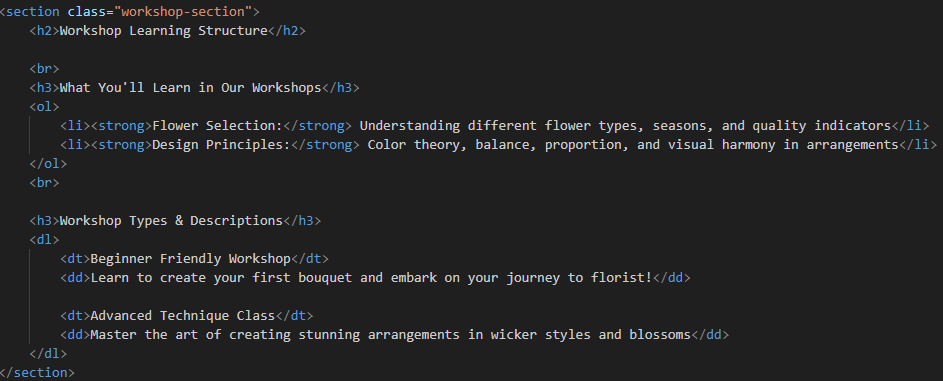 <section class="workshop-section">
<h2>Workshop Learning Structure</h2>
<br>
<h3>What You'll Learn in Our Workshops</h3>
<ol>
<li><strong>Flower Selection:</strong> Understanding different flower types, seasons, and quality indicators</li>
<li><strong>Design Principles:</strong> Color theory, balance, proportion, and visual harmony in arrangements</li>
</ol>
<br>
<h3>Workshop Types & Descriptions</h3>
<dl>
<dt>Beginner Friendly Workshop</dt>
<dd>Learn to create your first bouquet and embark on your journey to florist!</dd>
<dt>Advanced Technique Class</dt>
<dd>Master the art of creating stunning arrangements in wicker styles and blossoms</dd>
</dl>
</section>